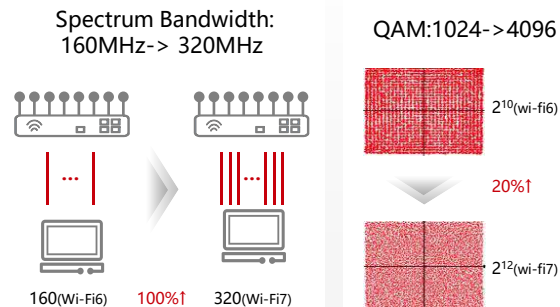 Spectrum Bandwidth:
160MHz-> 320MHz
...
...
160(Wi-Fi6) 100%↑ 320(Wi-Fi7)
QAM:1024->4096
2¹⁰(wi-fi6)
20%↑
2¹²(wi-fi7)